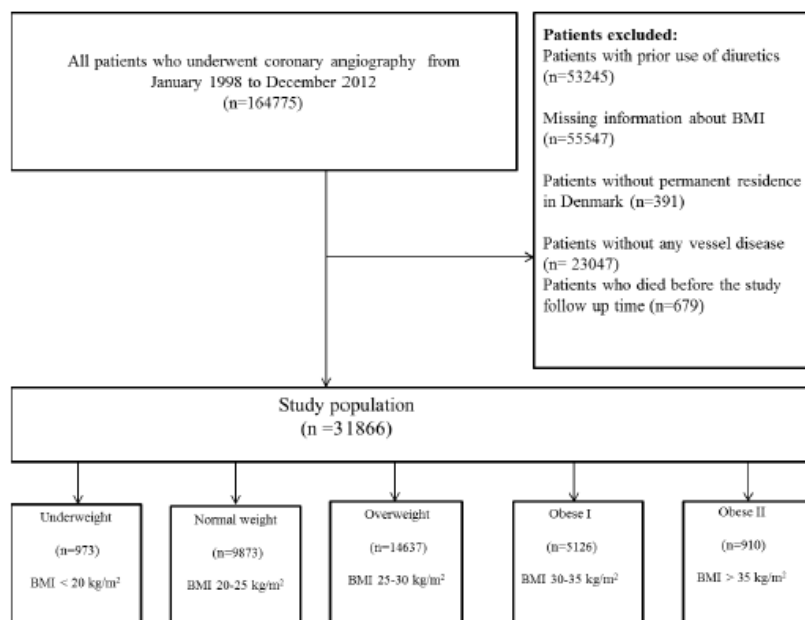 All patients who underwent coronary angiography from
January 1998 to December 2012
(n=164775)
Patients excluded:
Patients with prior use of diuretics
(n=53245)
Missing information about BMI
(n=55547)
Patients without permanent residence
in Denmark (n=391)
Patients without any vessel disease
(n= 23047)
Patients who died before the study
follow up time (n=679)
Study population
(n =31866)
Underweight
(n=973)
BMI < 20 kg/m²
Normal weight
(n=9873)
BMI 20-25 kg/m²
Overweight
(n=14637)
BMI 25-30 kg/m²
Obese I
(n=5126)
BMI 30-35 kg/m²
Obese II
(n=910)
BMI > 35 kg/m²